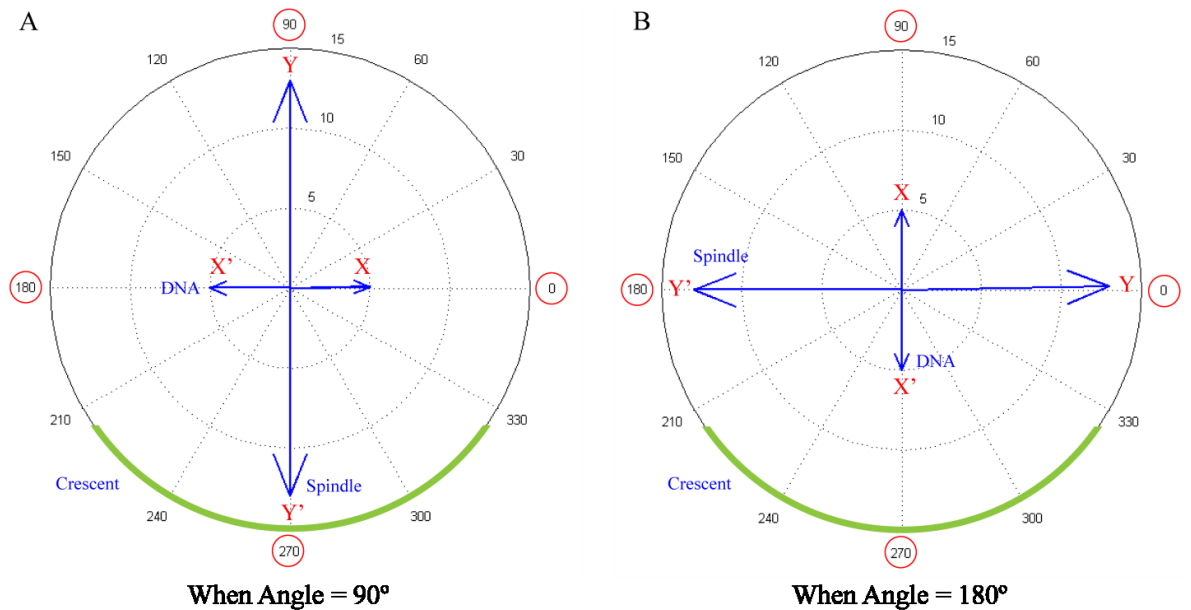 A
B
90
90
120
15
60
120
15
60
Y
10
10
150
30
150
30
5
X
5
X’
X
Spindle
180
DNA
0
180
Y’
Y
0
DNA
X’
210
330
210
330
Crescent
Spindle
Crescent
Y’
240
300
240
300
270
270
When Angle = 90º
When Angle = 180º